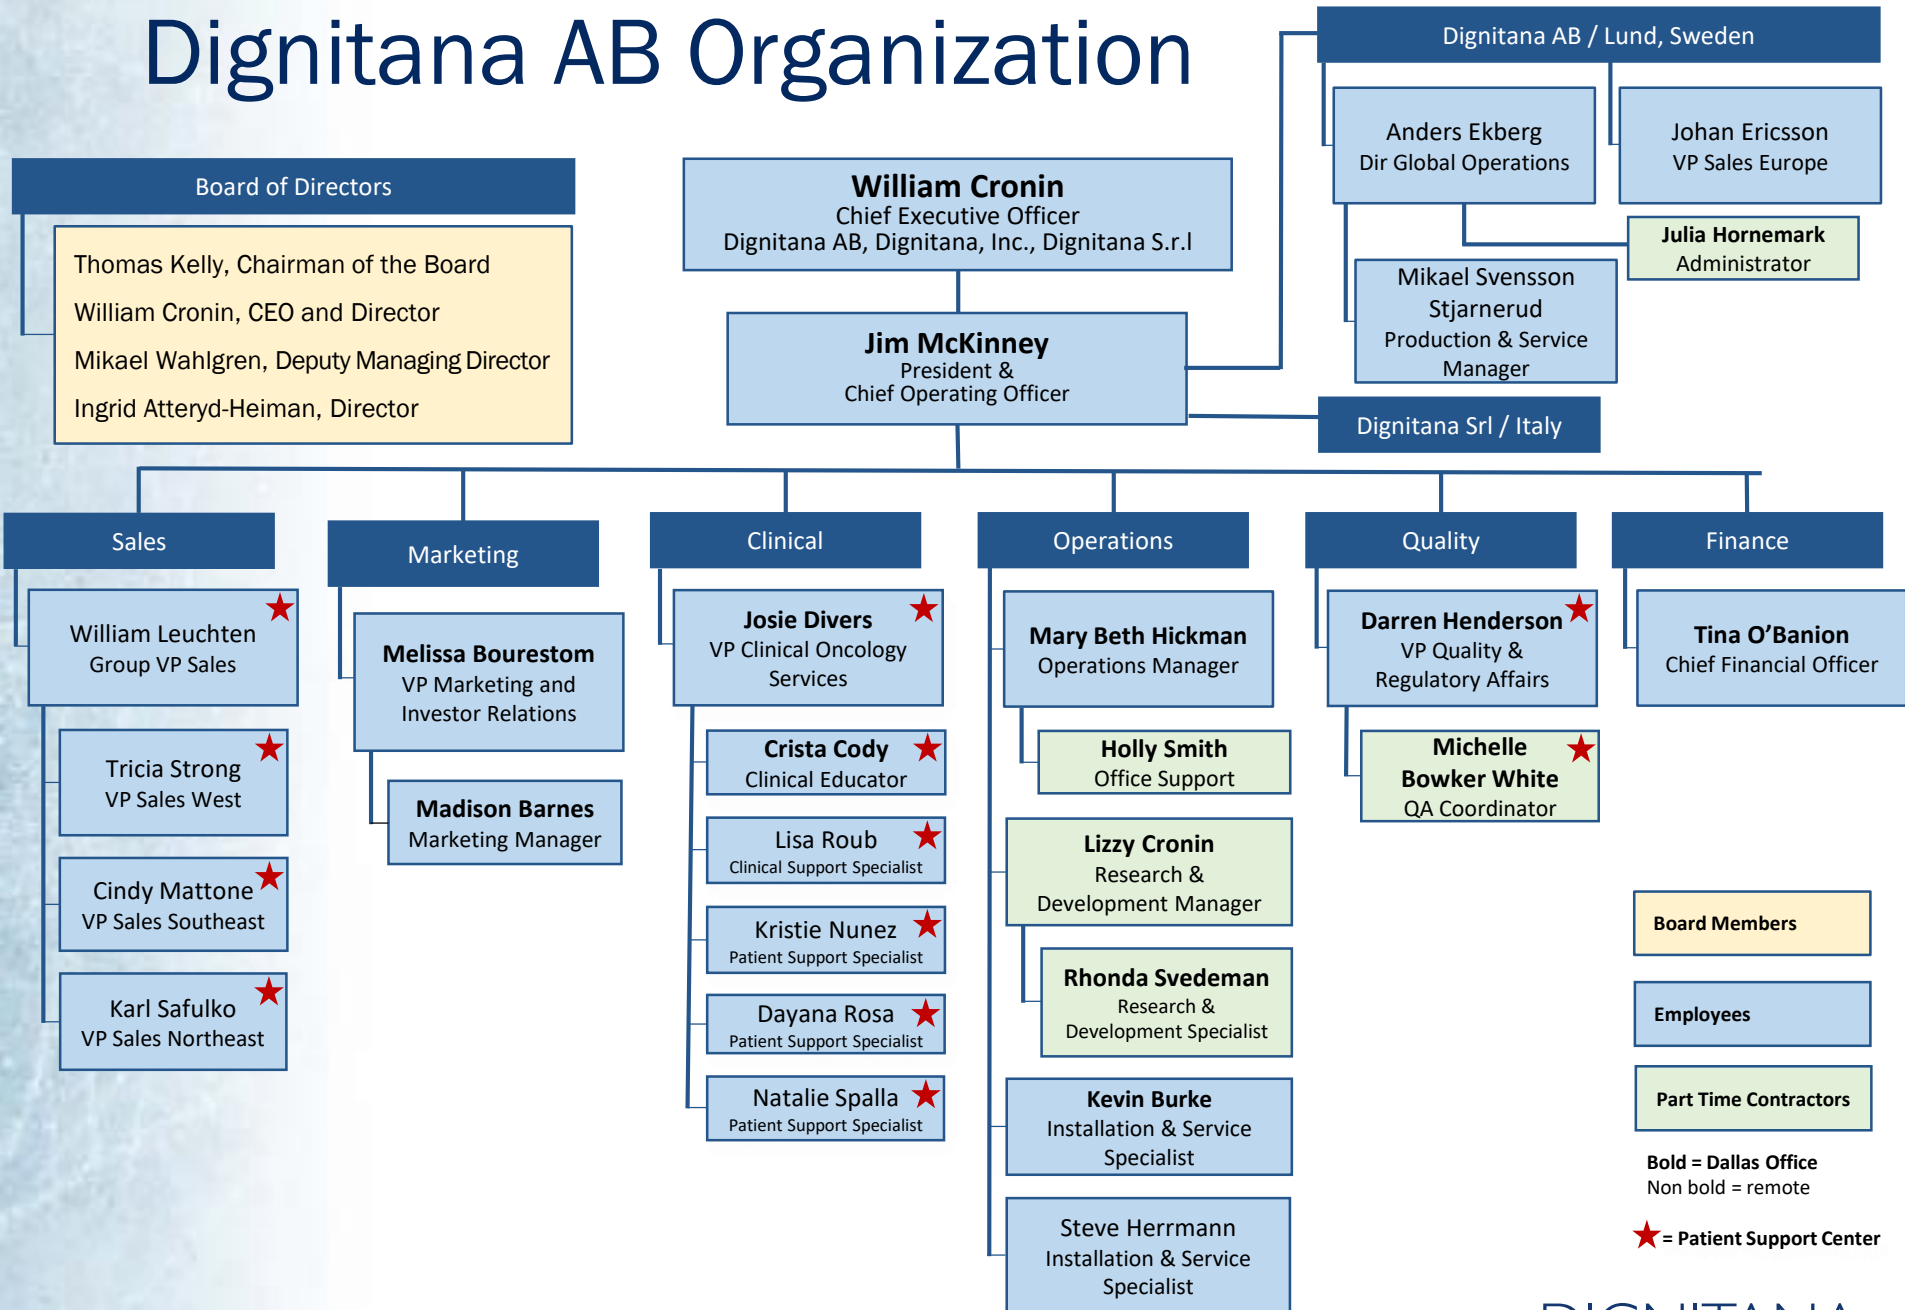 Dignitana AB Organization
Dignitana AB / Lund, Sweden
Anders Ekberg
Dir Global Operations
Johan Ericsson
VP Sales Europe
Julia Hornemark
Administrator
Mikael Svensson
Stjarnerud
Production & Service
Manager
Board of Directors
Thomas Kelly, Chairman of the Board
William Cronin, CEO and Director
Mikael Wahlgren, Deputy Managing Director
Ingrid Atteryd-Heiman, Director
William Cronin
Chief Executive Officer
Dignitana AB, Dignitana, Inc., Dignitana S.r.l
Jim McKinney
President &
Chief Operating Officer
Dignitana Srl / Italy
Sales
William Leuchten
Group VP Sales
Tricia Strong
VP Sales West
Cindy Mattone
VP Sales Southeast
Karl Safulko
VP Sales Northeast
Marketing
Melissa Bourestom
VP Marketing and
Investor Relations
Madison Barnes
Marketing Manager
Clinical
Josie Divers
VP Clinical Oncology
Services
Crista Cody
Clinical Educator
Lisa Roub
Clinical Support Specialist
Kristie Nunez
Patient Support Specialist
Dayana Rosa
Patient Support Specialist
Natalie Spalla
Patient Support Specialist
Operations
Mary Beth Hickman
Operations Manager
Holly Smith
Office Support
Lizzy Cronin
Research &
Development Manager
Rhonda Svedeman
Research &
Development Specialist
Kevin Burke
Installation & Service
Specialist
Steve Herrmann
Installation & Service
Specialist
Quality
Darren Henderson
VP Quality &
Regulatory Affairs
Michelle
Bowker White
QA Coordinator
Finance
Tina O’Banion
Chief Financial Officer
Board Members
Employees
Part Time Contractors
Bold = Dallas Office
Non bold = remote
= Patient Support Center
DIGNITANA